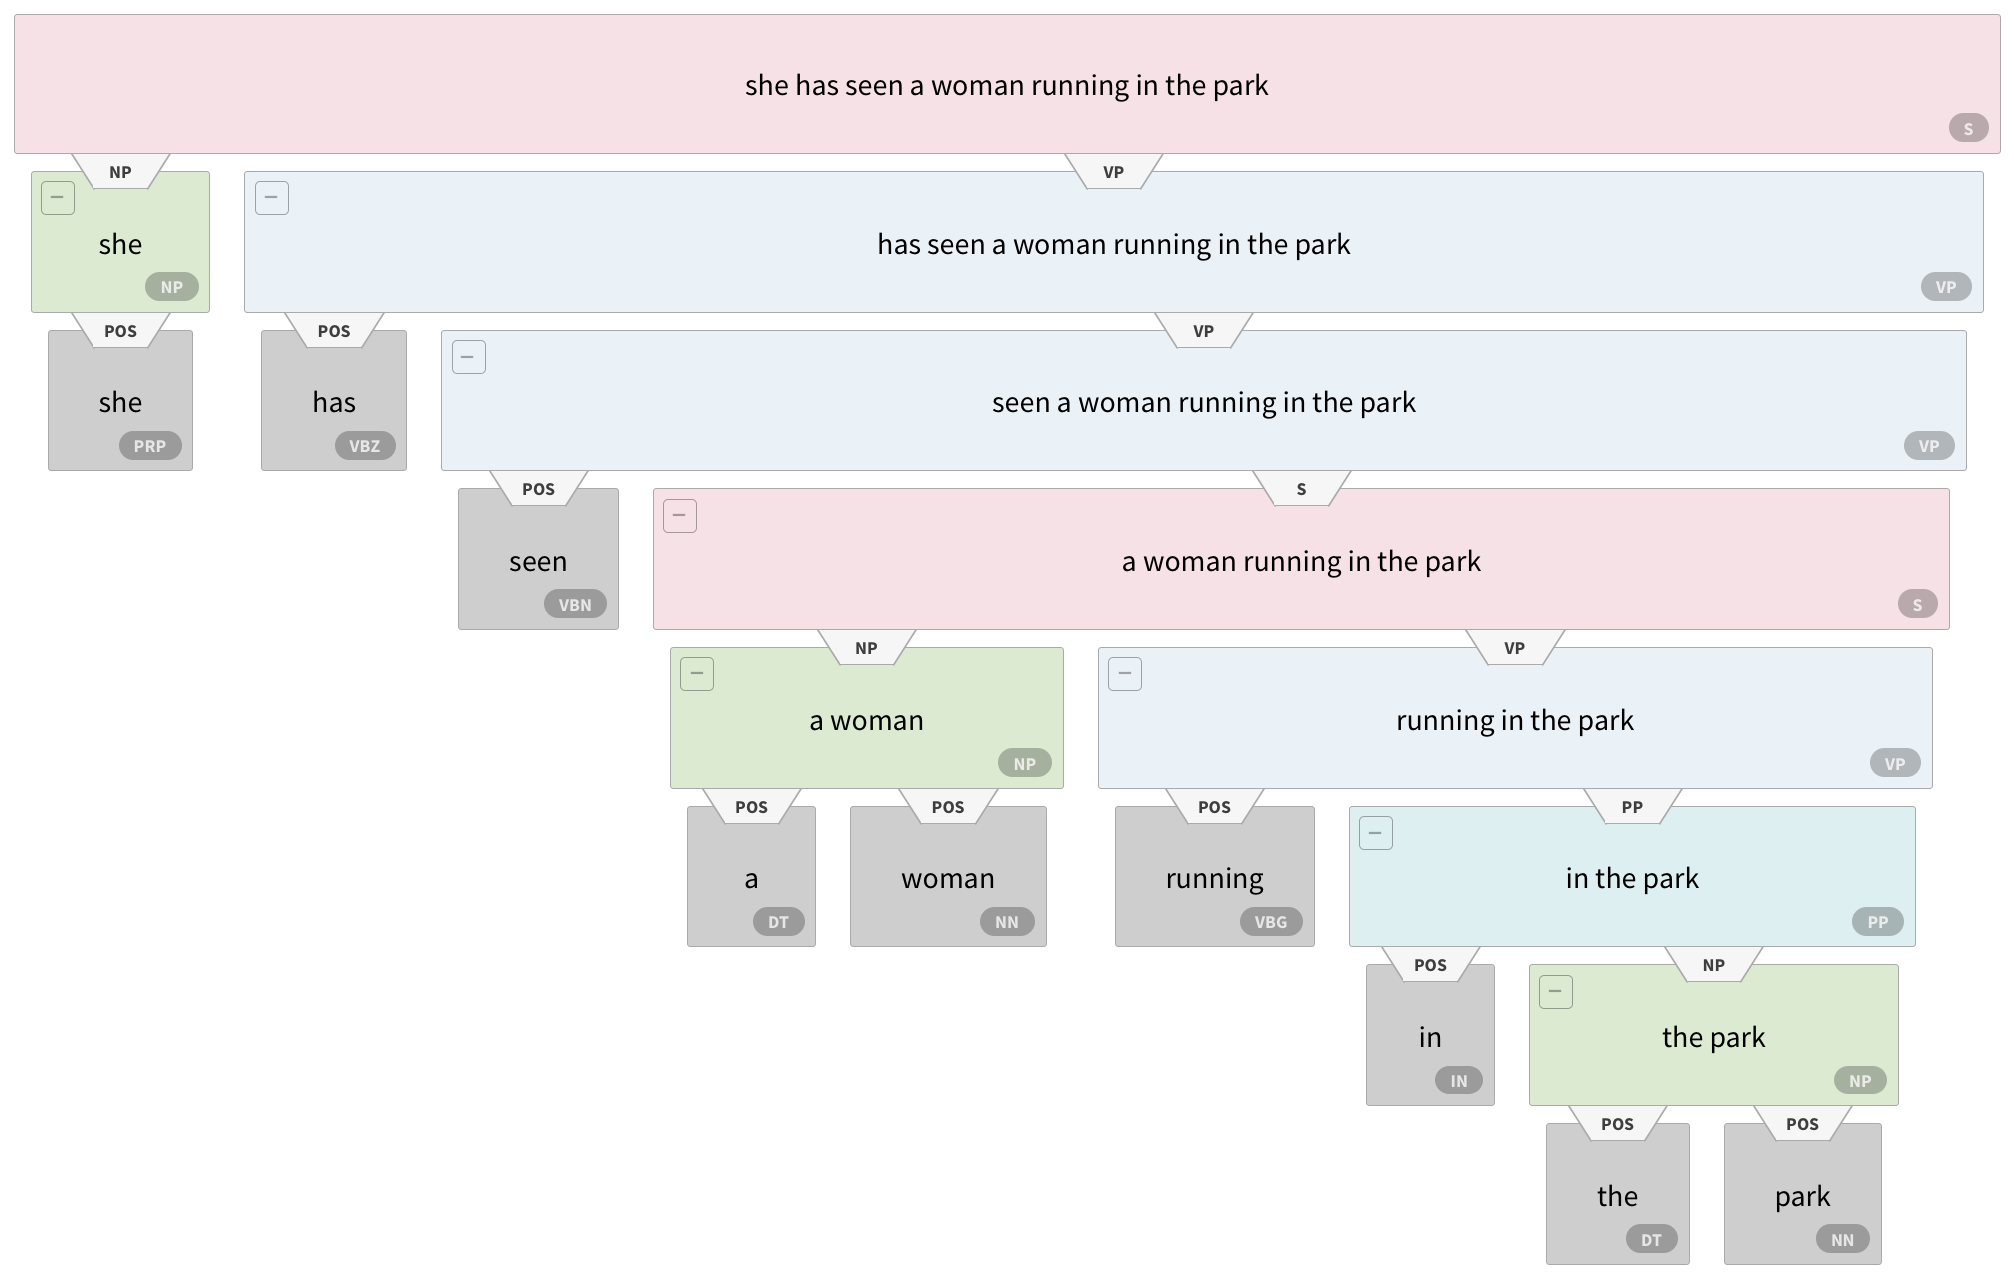 she has seen a woman running in the park
S
NP
VP
she
NP
has seen a woman running in the park
VP
POS
POS
VP
she
PRP
has
VBZ
seen a woman running in the park
VP
POS
S
seen
VBN
a woman running in the park
S
NP
VP
a woman
NP
running in the park
VP
POS
POS
POS
PP
a
DT
woman
NN
running
VBG
in the park
PP
POS
NP
in
IN
the park
NP
POS
POS
the
DT
park
NN